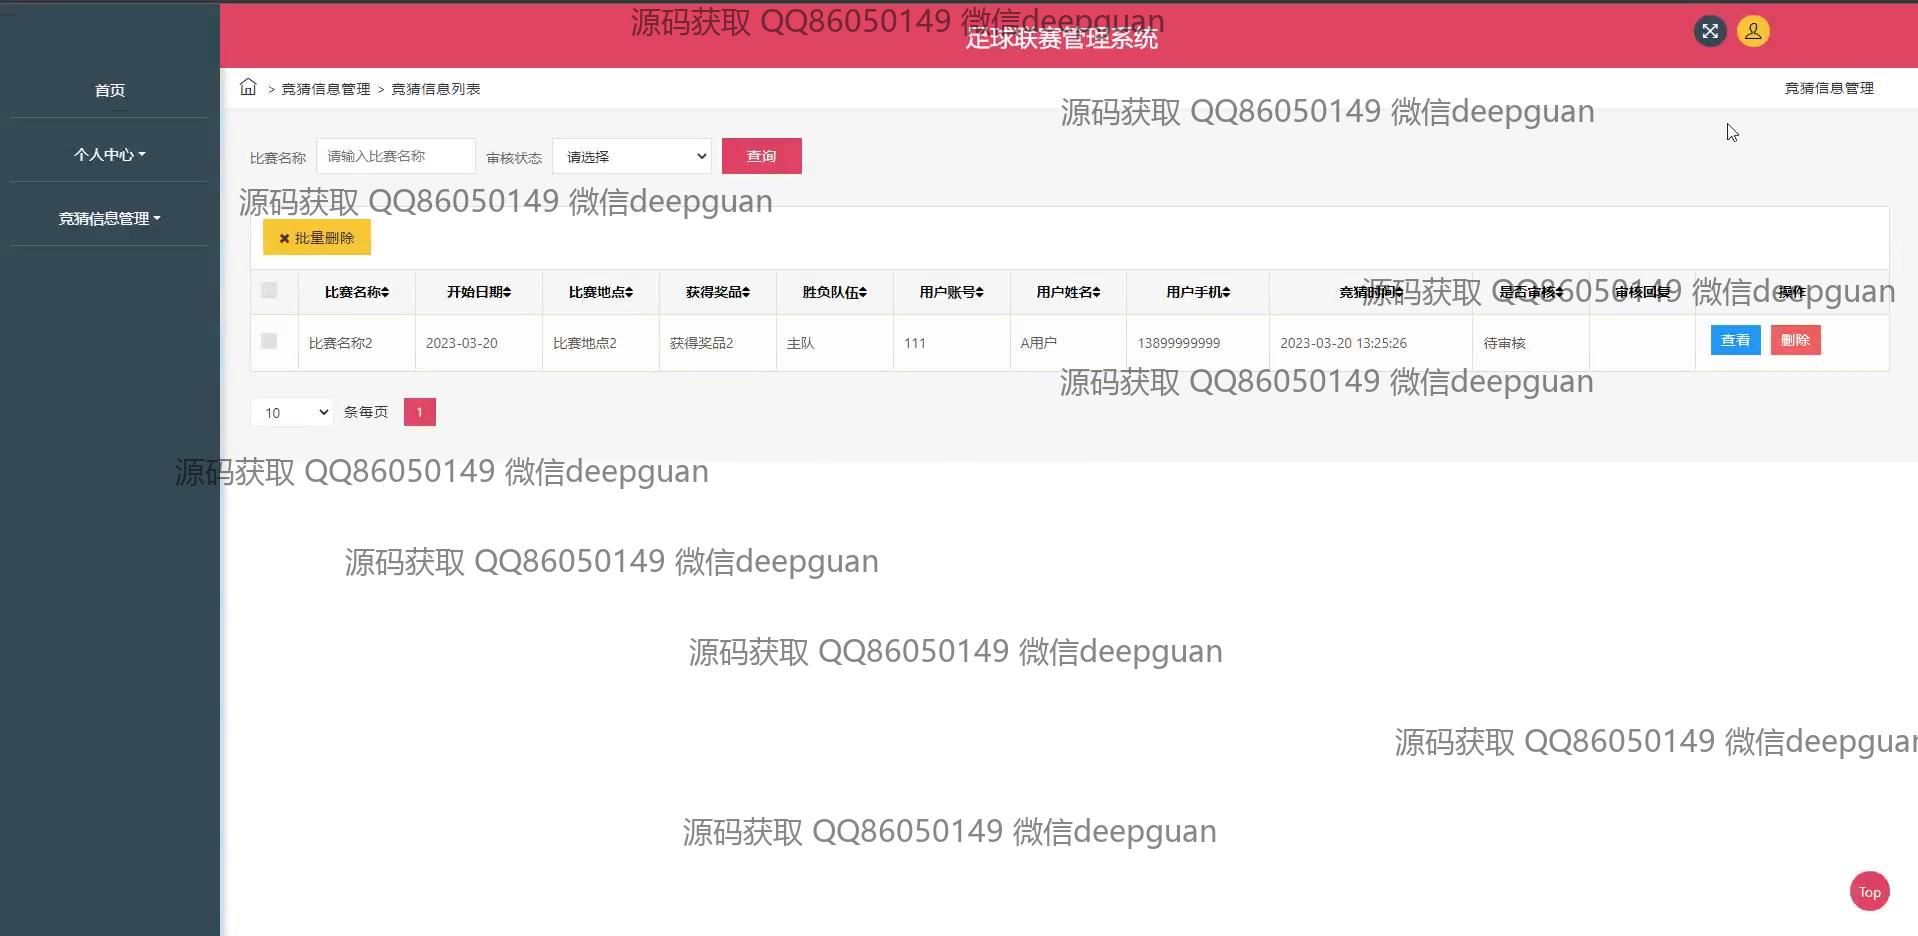 源码获取 QQ86050149 微信deepguan
足球联赛管理系统
首页
> 竞猜信息管理 > 竞猜信息列表
竞猜信息管理
源码获取 QQ86050149 微信deepguan
个人中心
比赛名称 请输入比赛名称 审核状态 请选择 查询
源码获取 QQ86050149 微信deepguan
竞猜信息管理
✖ 批量删除
比赛名称 开始日期 比赛地点 获得奖品 胜负队伍 用户账号 用户姓名 用户手机 竞猜时间 是否审核 审核回复 操作
源码获取 QQ86050149 微信deepguan
比赛名称2 2023-03-20 比赛地点2 获得奖品2 主队 111 A用户 13899999999 2023-03-20 13:25:26 待审核 查看 删除
源码获取 QQ86050149 微信deepguan
10 条每页 1
源码获取 QQ86050149 微信deepguan
源码获取 QQ86050149 微信deepguan
源码获取 QQ86050149 微信deepguan
源码获取 QQ86050149 微信deepguan
源码获取 QQ86050149 微信deepguan
Top